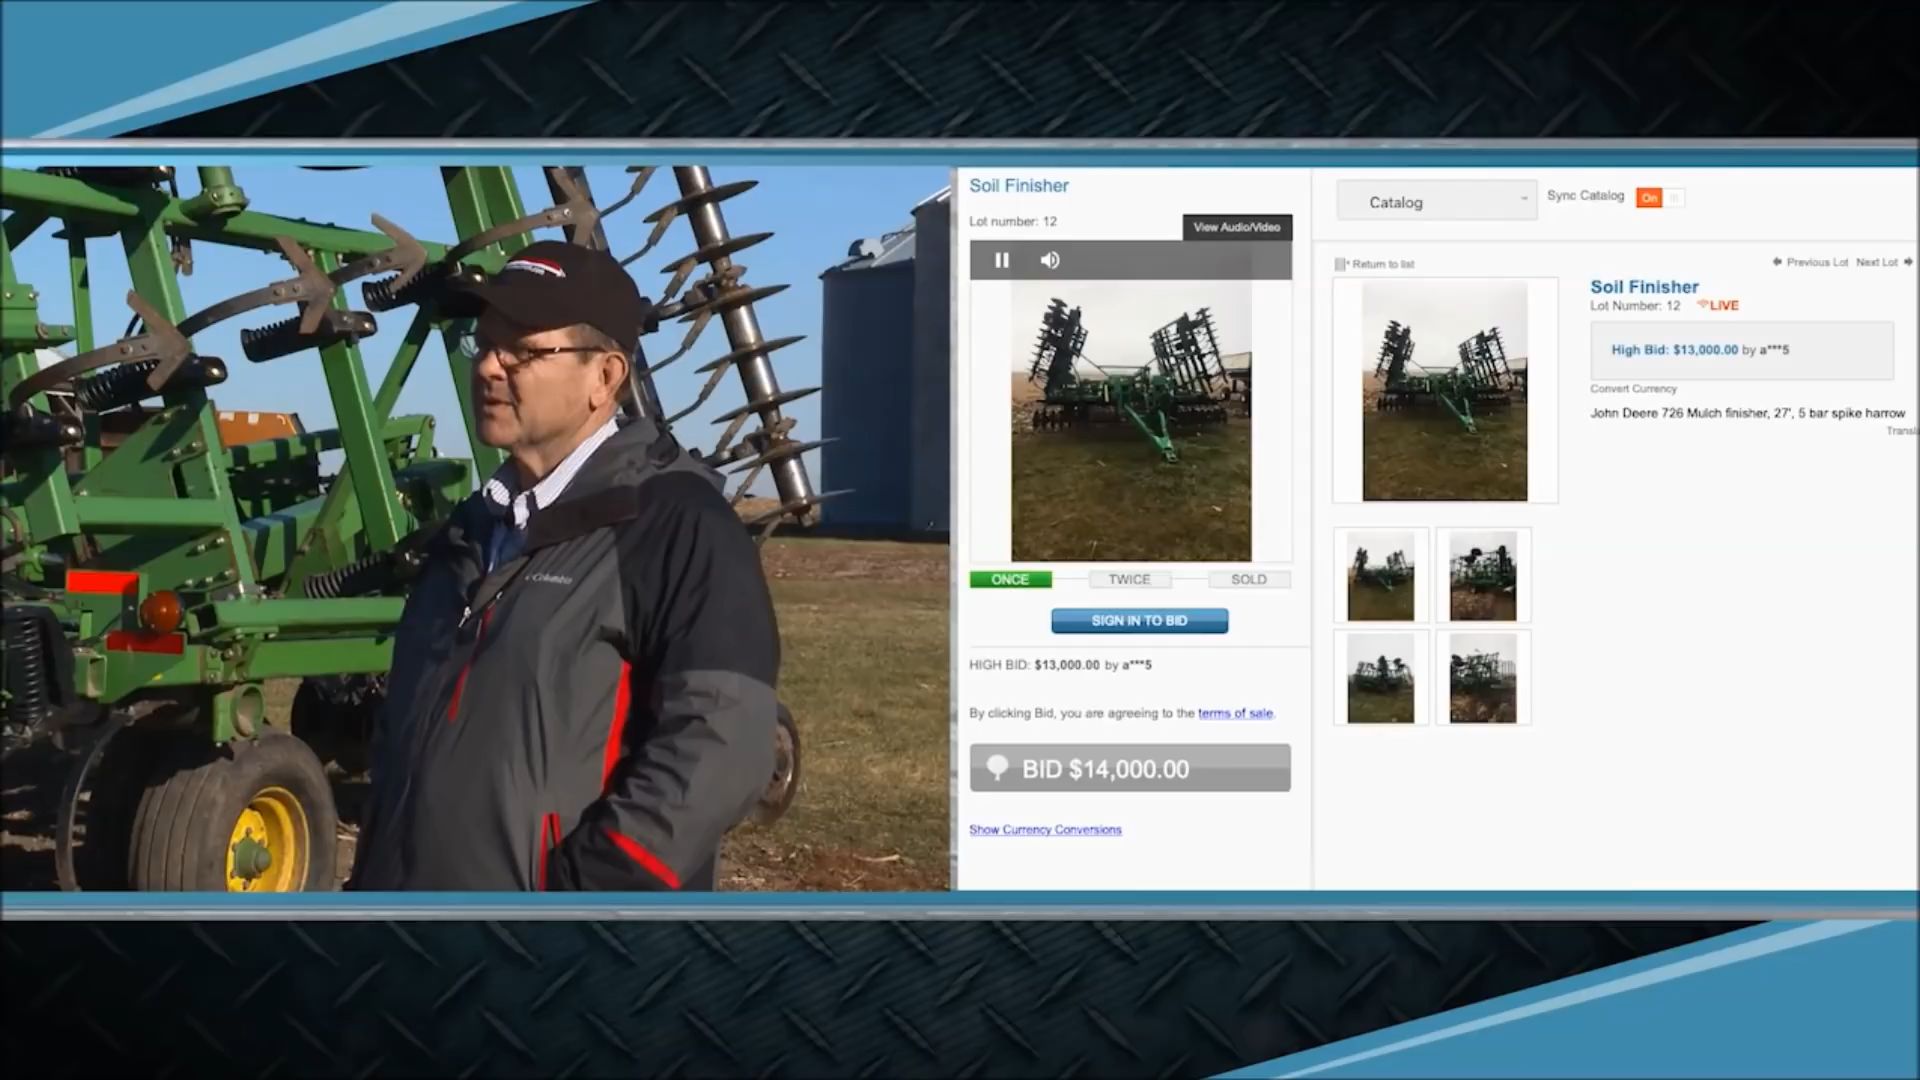 Soil Finisher
Lot number: 12
View Audio/Video
ONCE
TWICE
SOLD
SIGN IN TO BID
HIGH BID: $13,000.00 by a***5
By clicking Bid, you are agreeing to the terms of sale.
BID $14,000.00
Show Currency Conversions
Catalog
Sync Catalog
On
Return to list
Previous Lot Next Lot
Soil Finisher
Lot Number: 12 LIVE
High Bid: $13,000.00 by a***5
Convert Currency
John Deere 726 Mulch finisher, 27', 5 bar spike harrow
Transl
Columbia